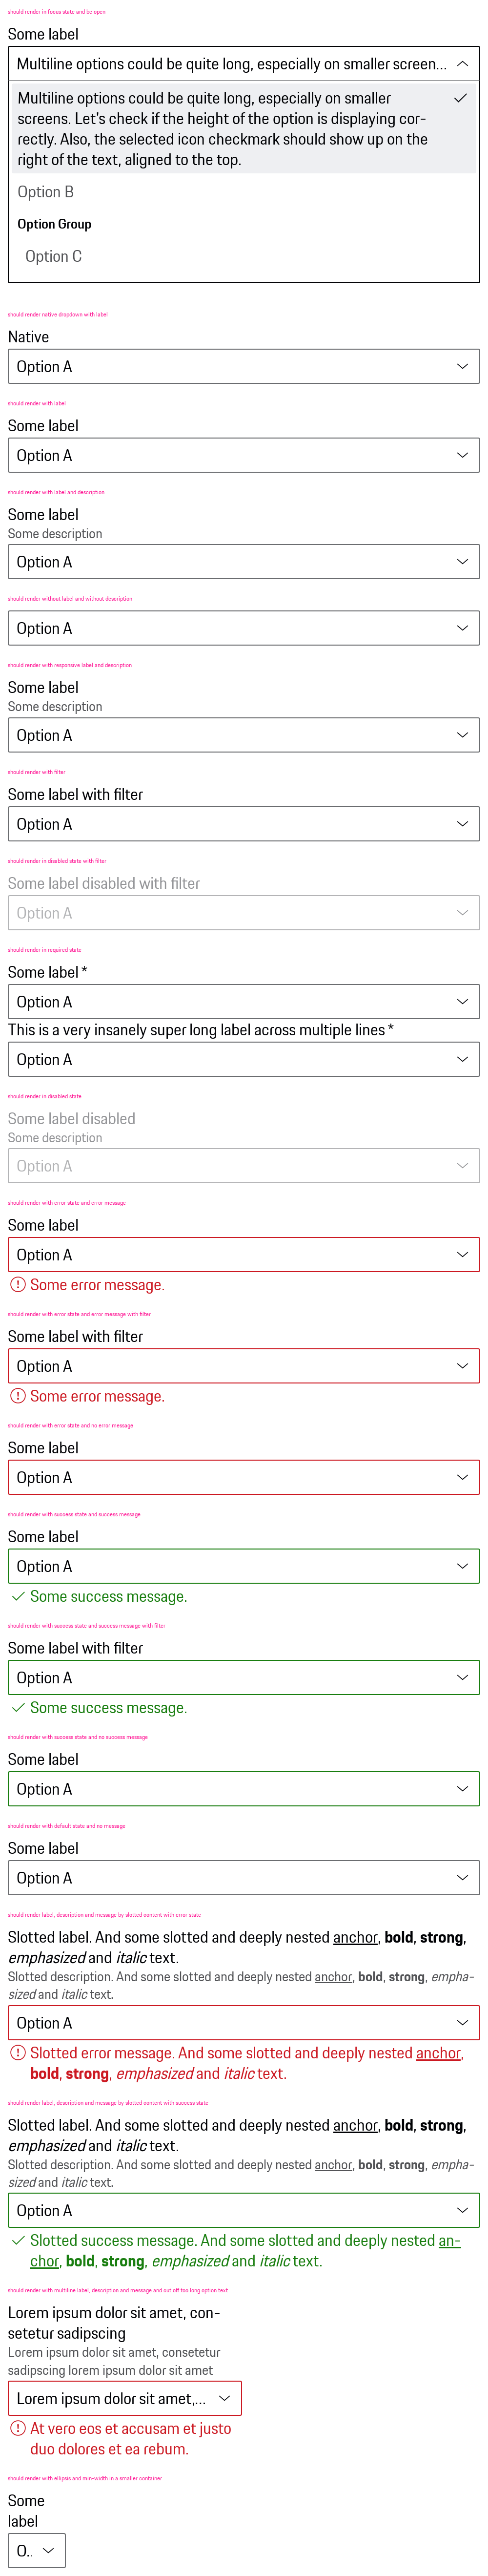 should render in focus state and be open
Some label
Multiline options could be quite long, especially on smaller screen...
Multiline options could be quite long, especially on smaller
screens. Let's check if the height of the option is displaying cor-
rectly. Also, the selected icon checkmark should show up on the
right of the text, aligned to the top.
Option B
Option Group
Option C
should render native dropdown with label
Native
Option A
should render with label
Some label
Option A
should render with label and description
Some label
Some description
Option A
should render without label and without description
Option A
should render with responsive label and description
Some label
Some description
Option A
should render with filter
Some label with filter
Option A
should render in disabled state with filter
Some label disabled with filter
Option A
should render in required state
Some label *
Option A
This is a very insanely super long label across multiple lines *
Option A
should render in disabled state
Some label disabled
Some description
Option A
should render with error state and error message
Some label
Option A
Some error message.
should render with error state and error message with filter
Some label with filter
Option A
Some error message.
should render with error state and no error message
Some label
Option A
should render with success state and success message
Some label
Option A
Some success message.
should render with success state and success message with filter
Some label with filter
Option A
Some success message.
should render with success state and no success message
Some label
Option A
should render with default state and no message
Some label
Option A
should render label, description and message by slotted content with error state
Slotted label. And some slotted and deeply nested anchor, bold, strong,
emphasized and italic text.
Slotted description. And some slotted and deeply nested anchor, bold, strong, empha-
sized and italic text.
Option A
Slotted error message. And some slotted and deeply nested anchor,
bold, strong, emphasized and italic text.
should render label, description and message by slotted content with success state
Slotted label. And some slotted and deeply nested anchor, bold, strong,
emphasized and italic text.
Slotted description. And some slotted and deeply nested anchor, bold, strong, empha-
sized and italic text.
Option A
Slotted success message. And some slotted and deeply nested an-
chor, bold, strong, emphasized and italic text.
should render with multiline label, description and message and cut off too long option text
Lorem ipsum dolor sit amet, con-
setetur sadipscing
Lorem ipsum dolor sit amet, consetetur
sadipscing lorem ipsum dolor sit amet
Lorem ipsum dolor sit amet,...
At vero eos et accusam et justo
duo dolores et ea rebum.
should render with ellipsis and min-width in a smaller container
Some
label
O..